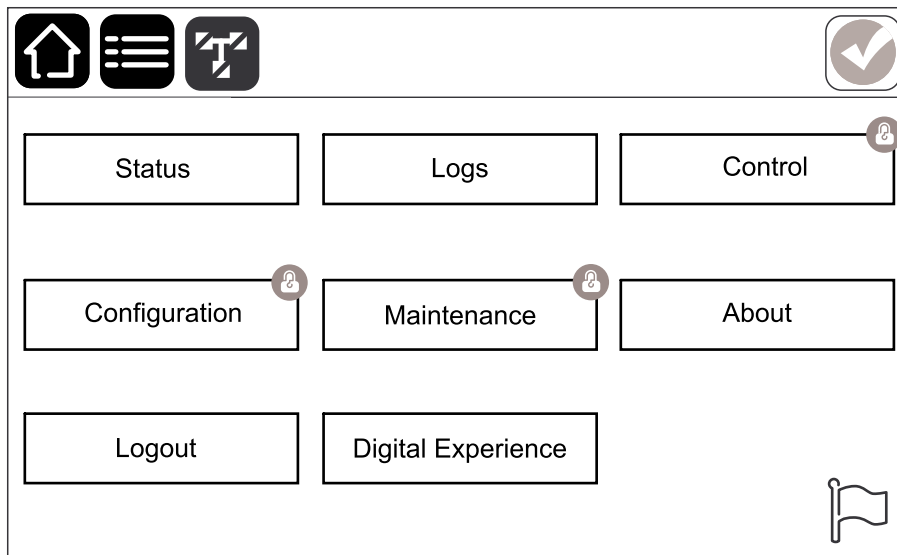 Status
Logs
Control
Configuration
Maintenance
About
Logout
Digital Experience